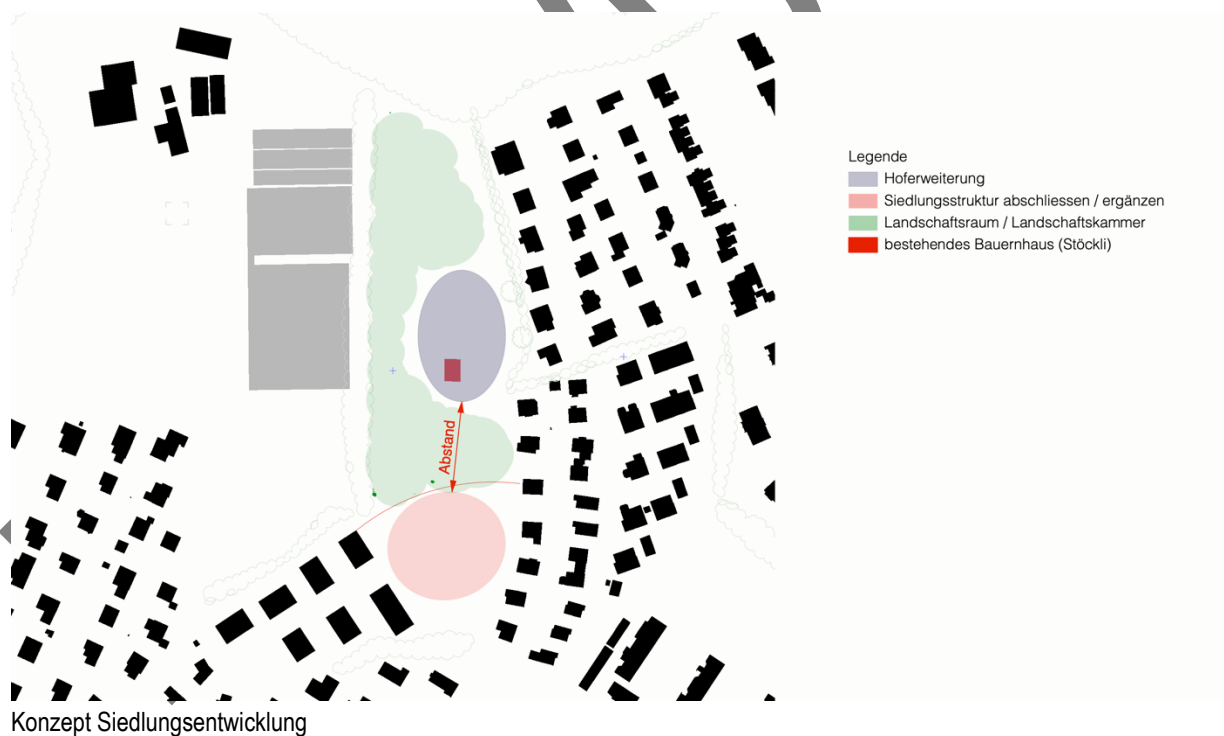 Legende
Hoferweiterung
Siedlungsstruktur abschliessen / ergänzen
Landschaftsraum / Landschaftskammer
bestehendes Bauernhaus (Stöckli)
Abstand
Konzept Siedlungsentwicklung